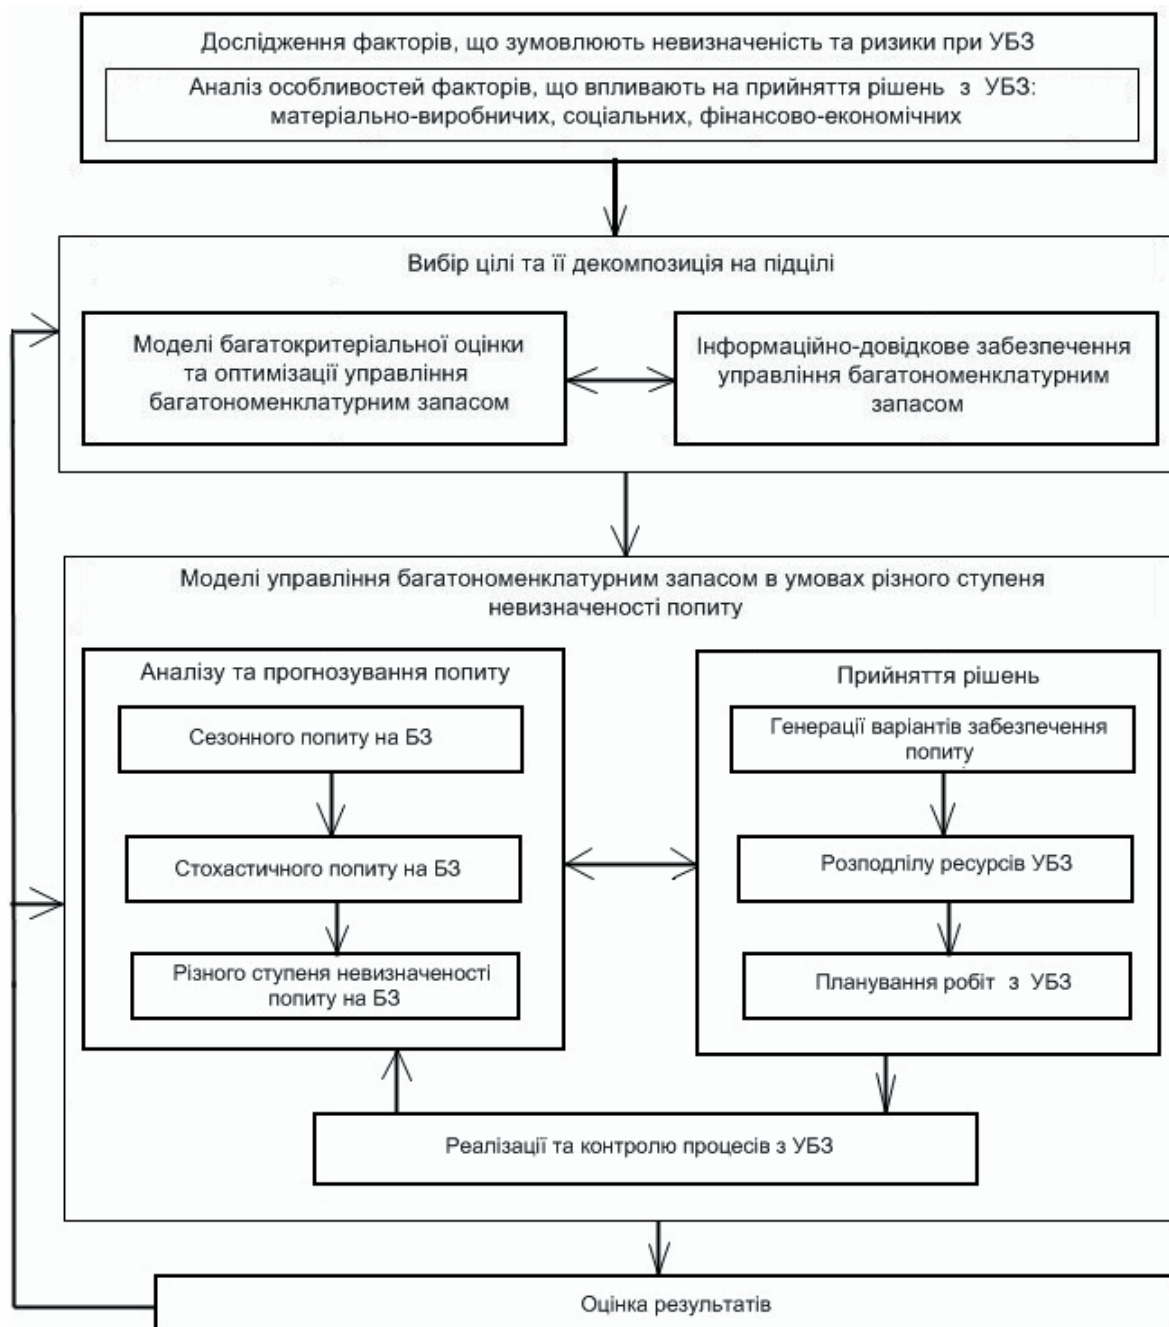 Дослідження факторів, що зумовлюють невизначеність та ризики при УБЗ
Аналіз особливостей факторів, що впливають на прийняття рішень з УБЗ:
матеріально-виробничих, соціальних, фінансово-економічних
Вибір цілі та її декомпозиція на підцілі
Моделі багатокритеріальної оцінки
та оптимізації управління
багатономенклатурним запасом
Інформаційно-довідкове забезпечення
управління багатономенклатурним
запасом
Моделі управління багатономенклатурним запасом в умовах різного ступеня
невизначеності попиту
Аналізу та прогнозування попиту
Сезонного попиту на БЗ
Стохастичного попиту на БЗ
Різного ступеня невизначеності
попиту на БЗ
Прийняття рішень
Генерації варіантів забезпечення
попиту
Розподлілу ресурсів УБЗ
Планування робіт з УБЗ
Реалізації та контролю процесів з УБЗ
Оцінка результатів